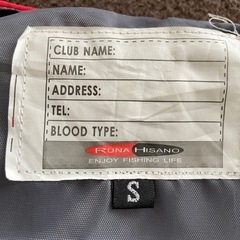 CLUB NAME:
NAME:
ADDRESS:
TEL:
BLOOD TYPE:
RUNA HISANO
ENJOY FISHING LIFE
S